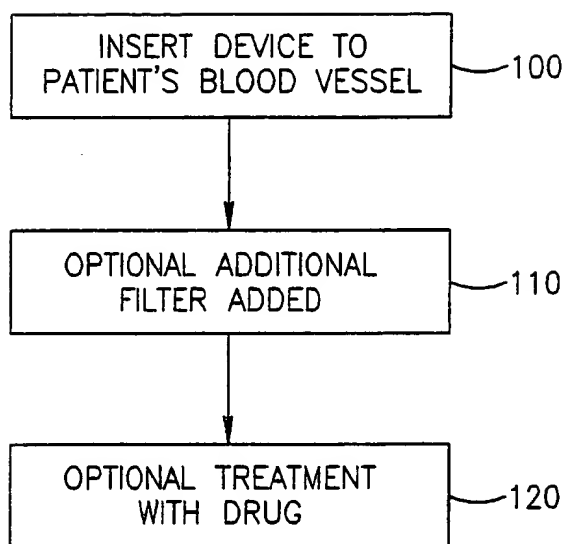 INSERT DEVICE TO
PATIENT'S BLOOD VESSEL
100
OPTIONAL ADDITIONAL
FILTER ADDED
110
OPTIONAL TREATMENT
WITH DRUG
120